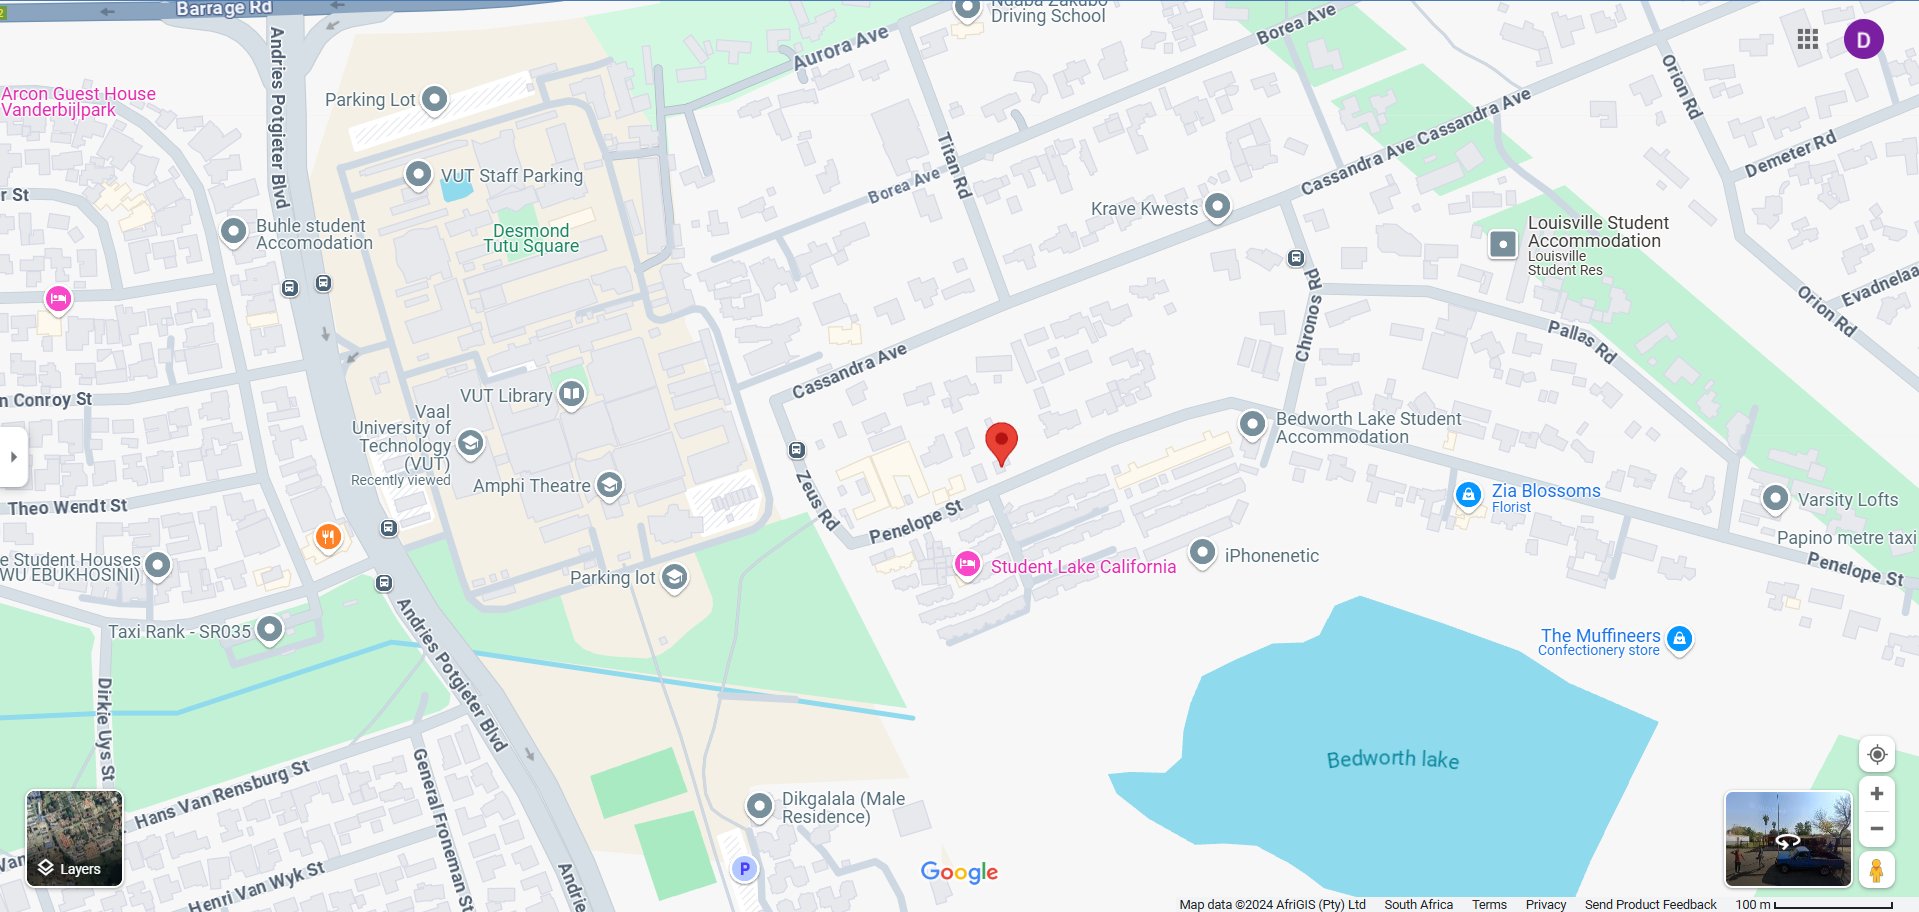 Barrage Rd
Ndaba Zakubo
Driving School
Borea Ave
Andries Potgieter Blvd
Aurora Ave
D
Arcon Guest House
Vanderbijlpark
Parking Lot
Orion Rd
Cassandra Ave
Cassandra Ave
Titan Rd
Demeter Rd
VUT Staff Parking
Borea Ave
r St
Krave Kwests
Buhle student
Accomodation
Desmond
Tutu Square
Louisville Student
Accommodation
Louisville
Student Res
Evadnelaa
Orion Rd
Chronos Rd
Pallas Rd
Cassandra Ave
n Conroy St
VUT Library
Vaal
University of
Technology
(VUT)
Recently viewed
Bedworth Lake Student
Accommodation
Amphi Theatre
Zeus Rd
Theo Wendt St
Penelope St
Zia Blossoms
Florist
Varsity Lofts
Papino metre taxi
e Student Houses
WU EBUKHOSINI)
Parking lot
Student Lake California
iPhonenetic
Penelope St
Taxi Rank - SR035
Andries Potgieter Blvd
The Muffineers
Confectionery store
Dirkie Uys St
Bedworth lake
Hans Van Rensburg St
General Froneman St
Dikgalala (Male
Residence)
Layers
Van
P
Henri Van Wyk St
Andrie
Google
Map data ©2024 AfriGIS (Pty) Ltd South Africa Terms Privacy Send Product Feedback 100 m